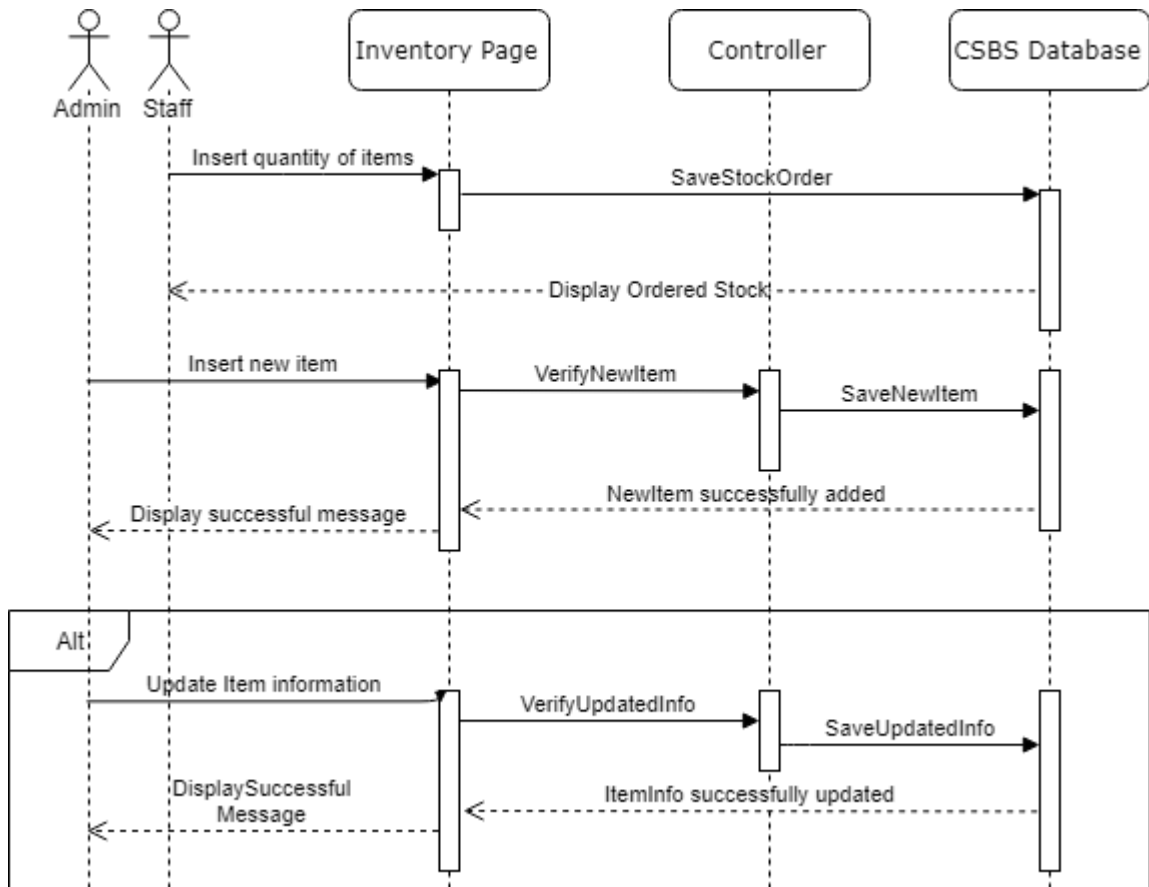 Inventory Page
Controller
CSBS Database
Admin
Staff
Insert quantity of items
SaveStockOrder
Display Ordered Stock
Insert new item
VerifyNewItem
SaveNewItem
NewItem successfully added
Display successful message
Alt
Update Item information
VerifyUpdatedInfo
SaveUpdatedInfo
DisplaySuccessful
Message
ItemInfo successfully updated